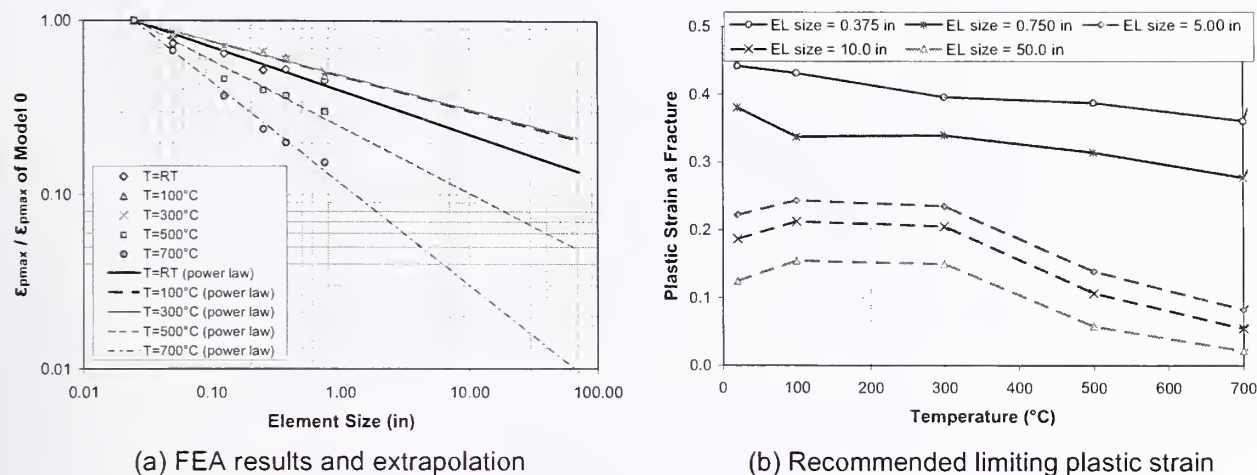 εpmax / εpmax of Model 0
1.00
0.10
0.01
T=RT
T=100°C
T=300°C
T=500°C
T=700°C
T=RT (power law)
T=100°C (power law)
T=300°C (power law)
T=500°C (power law)
T=700°C (power law)
0.01 0.10 1.00 10.00 100.00
Element Size (in)
(a) FEA results and extrapolation
Plastic Strain at Fracture
0.5
0.4
0.3
0.2
0.1
0.0
EL size = 0.375 in EL size = 0.750 in EL size = 5.00 in
EL size = 10.0 in EL size = 50.0 in
0 100 200 300 400 500 600 700
Temperature (°C)
(b) Recommended limiting plastic strain